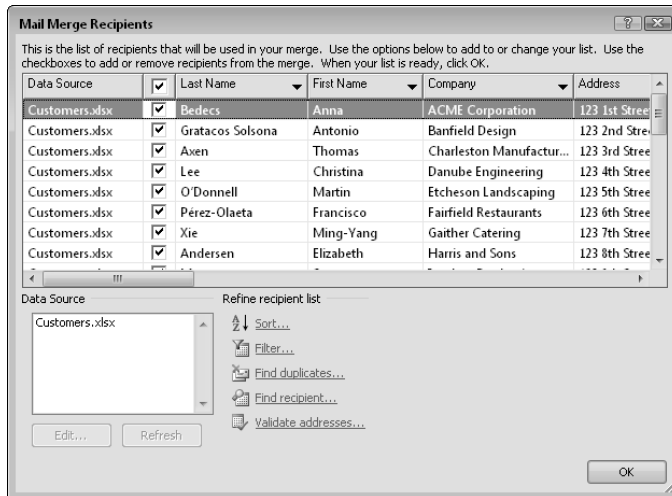 Mail Merge Recipients
This is the list of recipients that will be used in your merge. Use the options below to add to or change your list. Use the
checkboxes to add or remove recipients from the merge. When your list is ready, click OK.
Data Source Last Name First Name Company Address
Customers.xlsx Bedecs Anna ACME Corporation 123 1st Stree
Customers.xlsx Gratacos Solsona Antonio Banfield Design 123 2nd Stre
Customers.xlsx Axen Thomas Charleston Manufactur... 123 3rd Stree
Customers.xlsx Lee Christina Danube Engineering 123 4th Stree
Customers.xlsx O'Donnell Martin Etcheson Landscaping 123 5th Stree
Customers.xlsx Pérez-Olaeta Francisco Fairfield Restaurants 123 6th Stree
Customers.xlsx Xie Ming-Yang Gaither Catering 123 7th Stree
Customers.xlsx Andersen Elizabeth Harris and Sons 123 8th Stree
Data Source
Customers.xlsx
Edit... Refresh
Refine recipient list
Sort...
Filter...
Find duplicates...
Find recipient...
Validate addresses...
OK